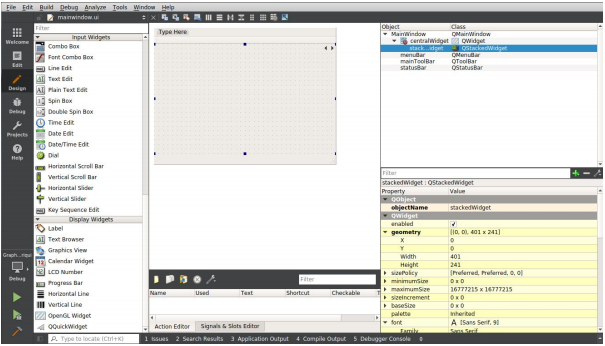 File Edit Build Debug Analyze Tools Window Help
mainwindow.ui
Welcome
Edit
Design
Debug
Projects
Help
Debug
Filter
Input Widgets
Combo Box
Font Combo Box
Line Edit
Text Edit
Plain Text Edit
Spin Box
Double Spin Box
Time Edit
Date Edit
Date/Time Edit
Dial
Horizontal Scroll Bar
Vertical Scroll Bar
Horizontal Slider
Vertical Slider
Key Sequence Edit
Display Widgets
Label
Text Browser
Graphics View
Calendar Widget
LCD Number
Progress Bar
Horizontal Line
Vertical Line
OpenGL Widget
QQuickWidget
Type Here
Filter
Name Used Text Shortcut Checkable
Action Editor Signals & Slots Editor
Object Class
MainWindow QMainWindow
centralWidget QWidget
stack...idget QStackedWidget
menuBar QMenuBar
mainToolBar QToolBar
statusBar QStatusBar
Filter
stackedWidget : QStackedWidget
Property Value
QObject
objectName stackedWidget
QWidget
enabled
geometry [(0, 0), 401 x 241]
X 0
Y 0
Width 401
Height 241
sizePolicy [Preferred, Preferred, 0, 0]
minimumSize 0 x 0
maximumSize 16777215 x 16777215
sizeIncrement 0 x 0
baseSize 0 x 0
palette Inherited
font A [Sans Serif, 9]
Family Sans Serif
Type to locate (Ctrl+K) 1 Issues 2 Search Results 3 Application Output 4 Compile Output 5 Debugger Console